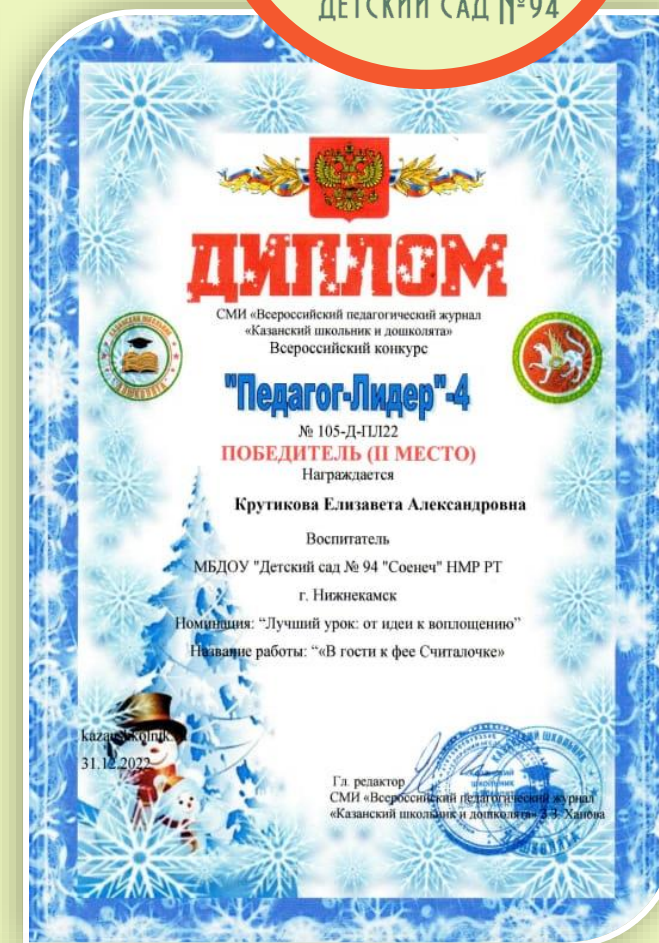 ДЕТСКИЙ САД №94
ДИПЛОМ
СМИ «Всероссийский педагогический журнал
«Казанский школьник и дошколята»
Всероссийский конкурс
"Педагог-Лидер"-4
№ 105-Д-ПЛ22
ПОБЕДИТЕЛЬ (II МЕСТО)
Награждается
Крутикова Елизавета Александровна
Воспитатель
МБДОУ "Детский сад № 94 "Соенеч" НМР РТ
г. Нижнекамск
Номинация: “Лучший урок: от идеи к воплощению”
Название работы: “«В гости к фее Считалочке»
31.12.2022
Гл. редактор
СМИ «Всероссийский педагогический журнал
«Казанский школьник и дошколята» З.З. Ханова